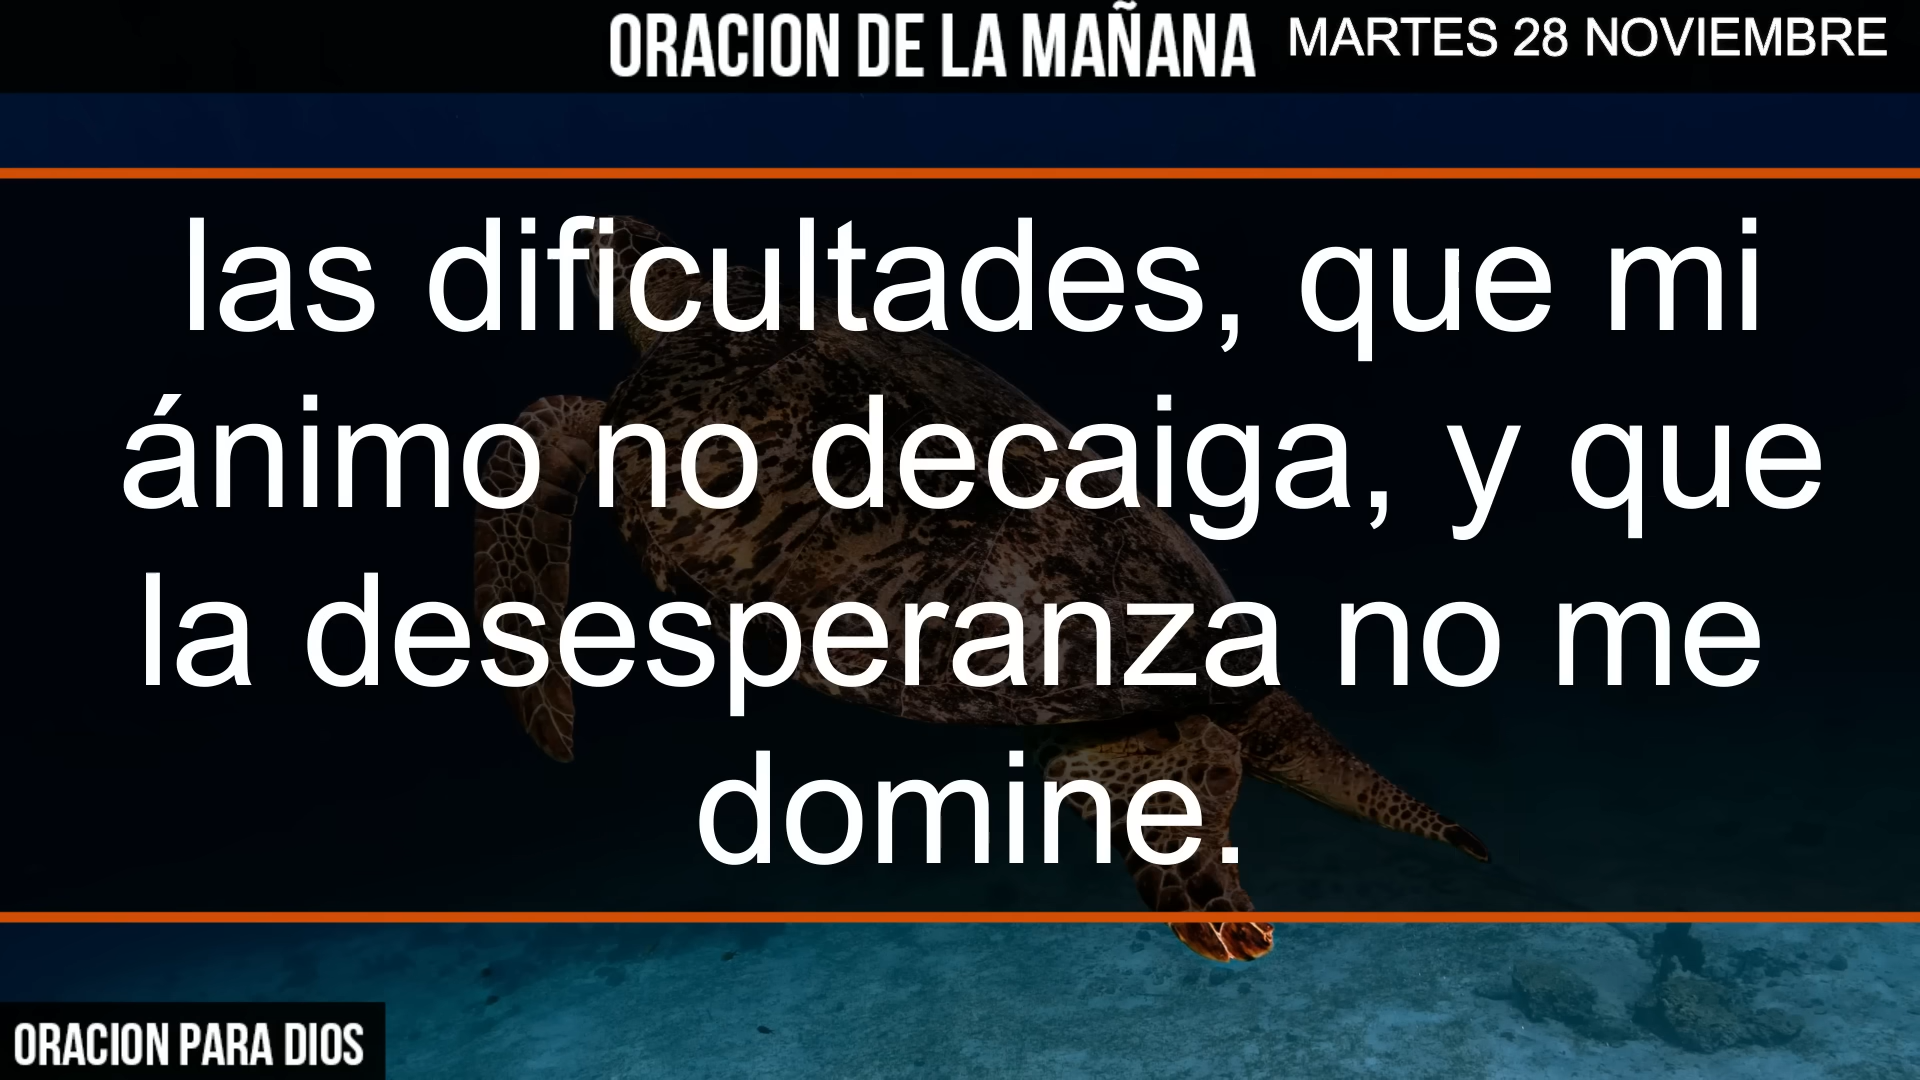 ORACION DE LA MAÑANA
MARTES 28 NOVIEMBRE
las dificultades, que mi
ánimo no decaiga, y que
la desesperanza no me
domine.
ORACION PARA DIOS